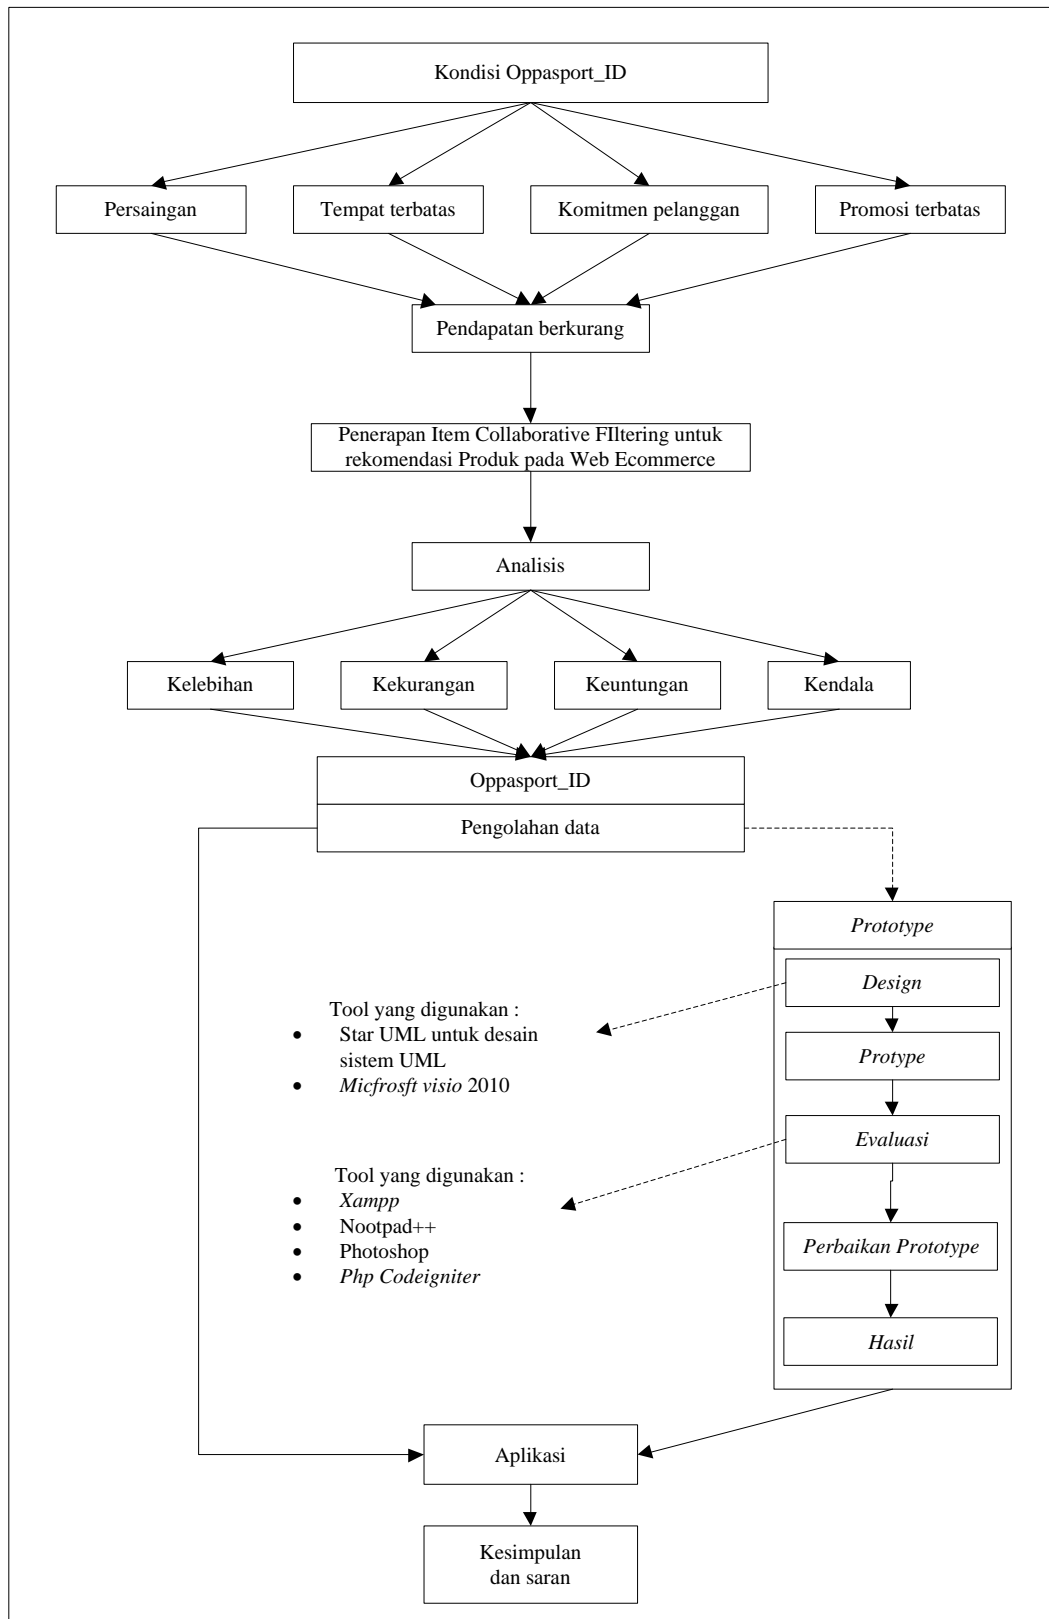 Kondisi Oppasport_ID
Persaingan
Tempat terbatas
Komitmen pelanggan
Promosi terbatas
Pendapatan berkurang
Penerapan Item Collaborative FIltering untuk
rekomendasi Produk pada Web Ecommerce
Analisis
Kelebihan
Kekurangan
Keuntungan
Kendala
Oppasport_ID
Pengolahan data
Prototype
Design
Protype
Evaluasi
Perbaikan Prototype
Hasil
Tool yang digunakan :
• Star UML untuk desain
sistem UML
• Micfrosft visio 2010
Tool yang digunakan :
• Xampp
• Nootpad++
• Photoshop
• Php Codeigniter
Aplikasi
Kesimpulan
dan saran